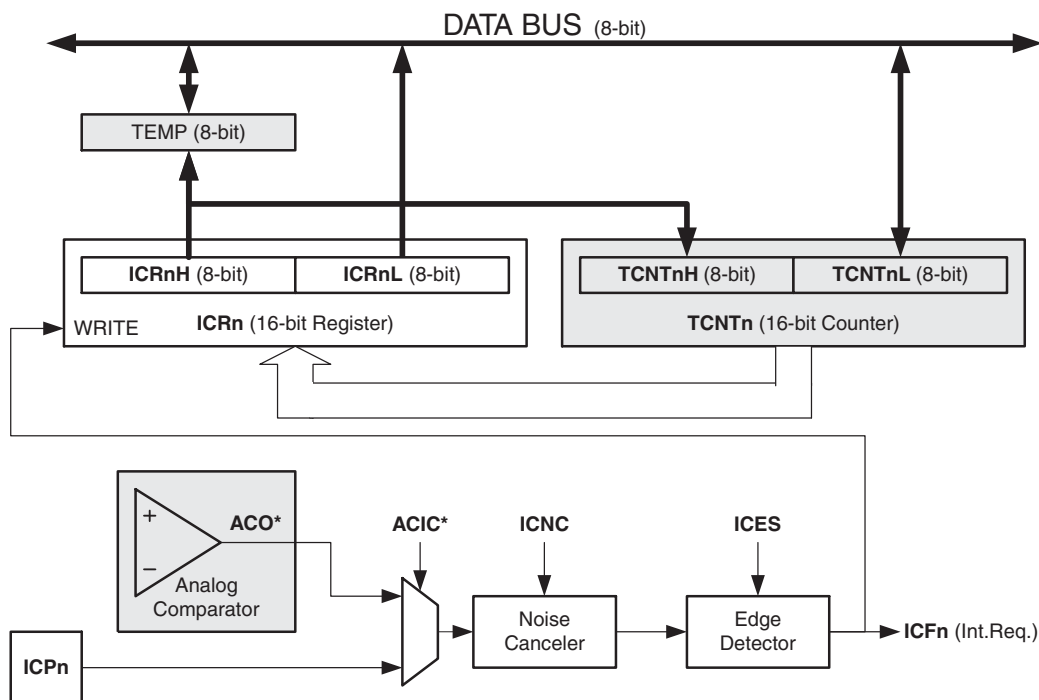 DATA BUS (8-bit)
TEMP (8-bit)
ICRnH (8-bit)
ICRnL (8-bit)
TCNTnH (8-bit)
TCNTnL (8-bit)
WRITE
ICRn (16-bit Register)
TCNTn (16-bit Counter)
+
−
ACO*
Analog
Comparator
ACIC*
ICNC
ICES
Noise
Canceler
Edge
Detector
ICFn (Int.Req.)
ICPn